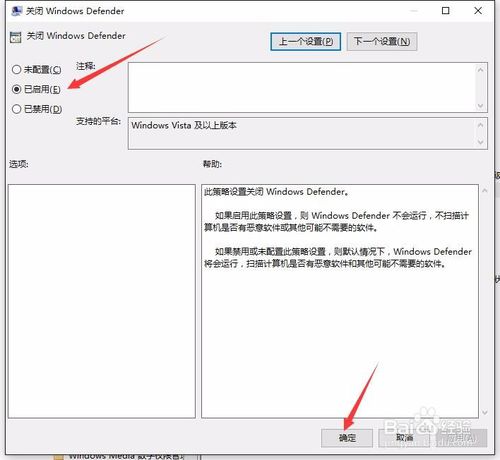 关闭 Windows Defender
关闭 Windows Defender
上一个设置(P)
下一个设置(N)
未配置(C)
注释:
已启用(E)
已禁用(D)
支持的平台:
Windows Vista 及以上版本
选项:
帮助:
此策略设置关闭 Windows Defender。
如果启用此策略设置，则 Windows Defender 不会运行，不扫描计
算机是否有恶意软件或其他可能不需要的软件。
如果禁用或未配置此策略设置，则默认情况下，Windows Defender
将会运行，扫描计算机是否有恶意软件和其他可能不需要的软件。
确定
取消
应用(A)
Baidu经验
Windows Media 数字权限管理